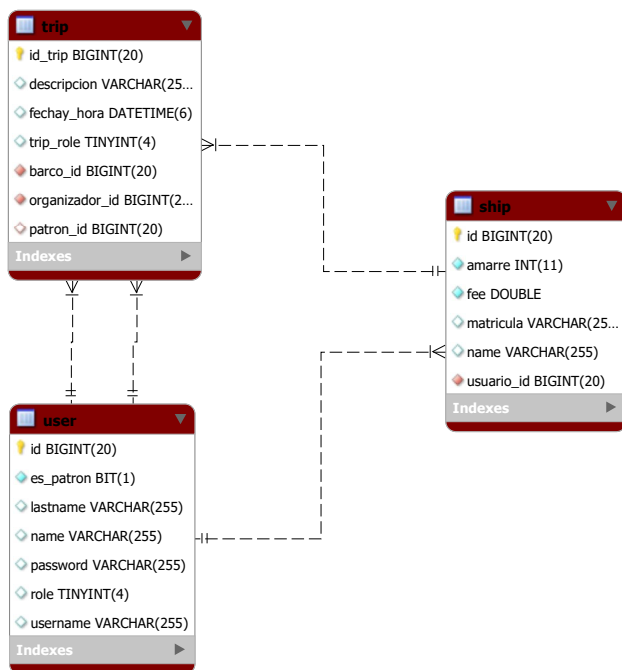 trip
id_trip BIGINT(20)
descripcion VARCHAR(25...
fechay_hora DATETIME(6)
trip_role TINYINT(4)
barco_id BIGINT(20)
organizador_id BIGINT(2...
patron_id BIGINT(20)
Indexes
ship
id BIGINT(20)
amarre INT(11)
fee DOUBLE
matricula VARCHAR(25...
name VARCHAR(255)
usuario_id BIGINT(20)
Indexes
user
id BIGINT(20)
es_patron BIT(1)
lastname VARCHAR(255)
name VARCHAR(255)
password VARCHAR(255)
role TINYINT(4)
username VARCHAR(255)
Indexes